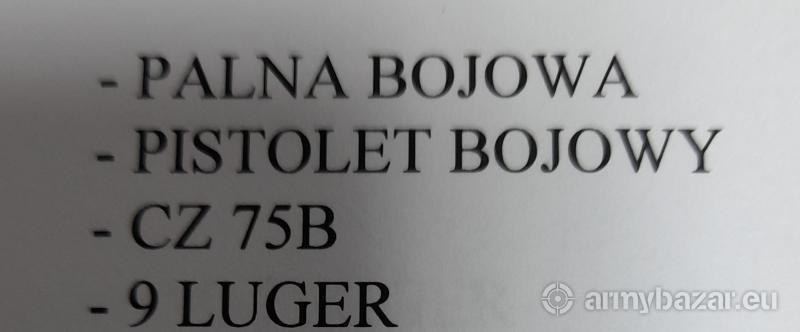 - PALNA BOJOWA
- PISTOLET BOJOWY
- CZ 75B
- 9 LUGER
armybazar.eu